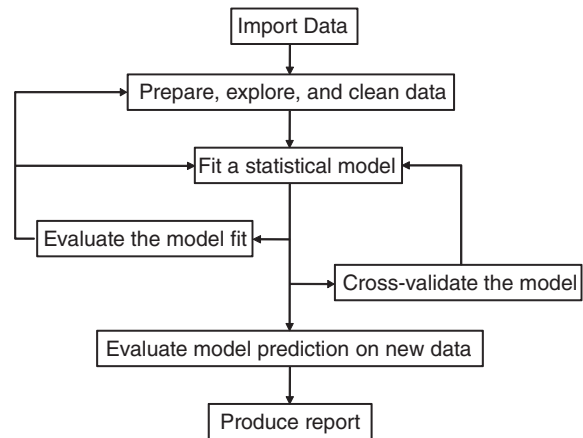 Import Data
Prepare, explore, and clean data
Fit a statistical model
Evaluate the model fit
Cross-validate the model
Evaluate model prediction on new data
Produce report